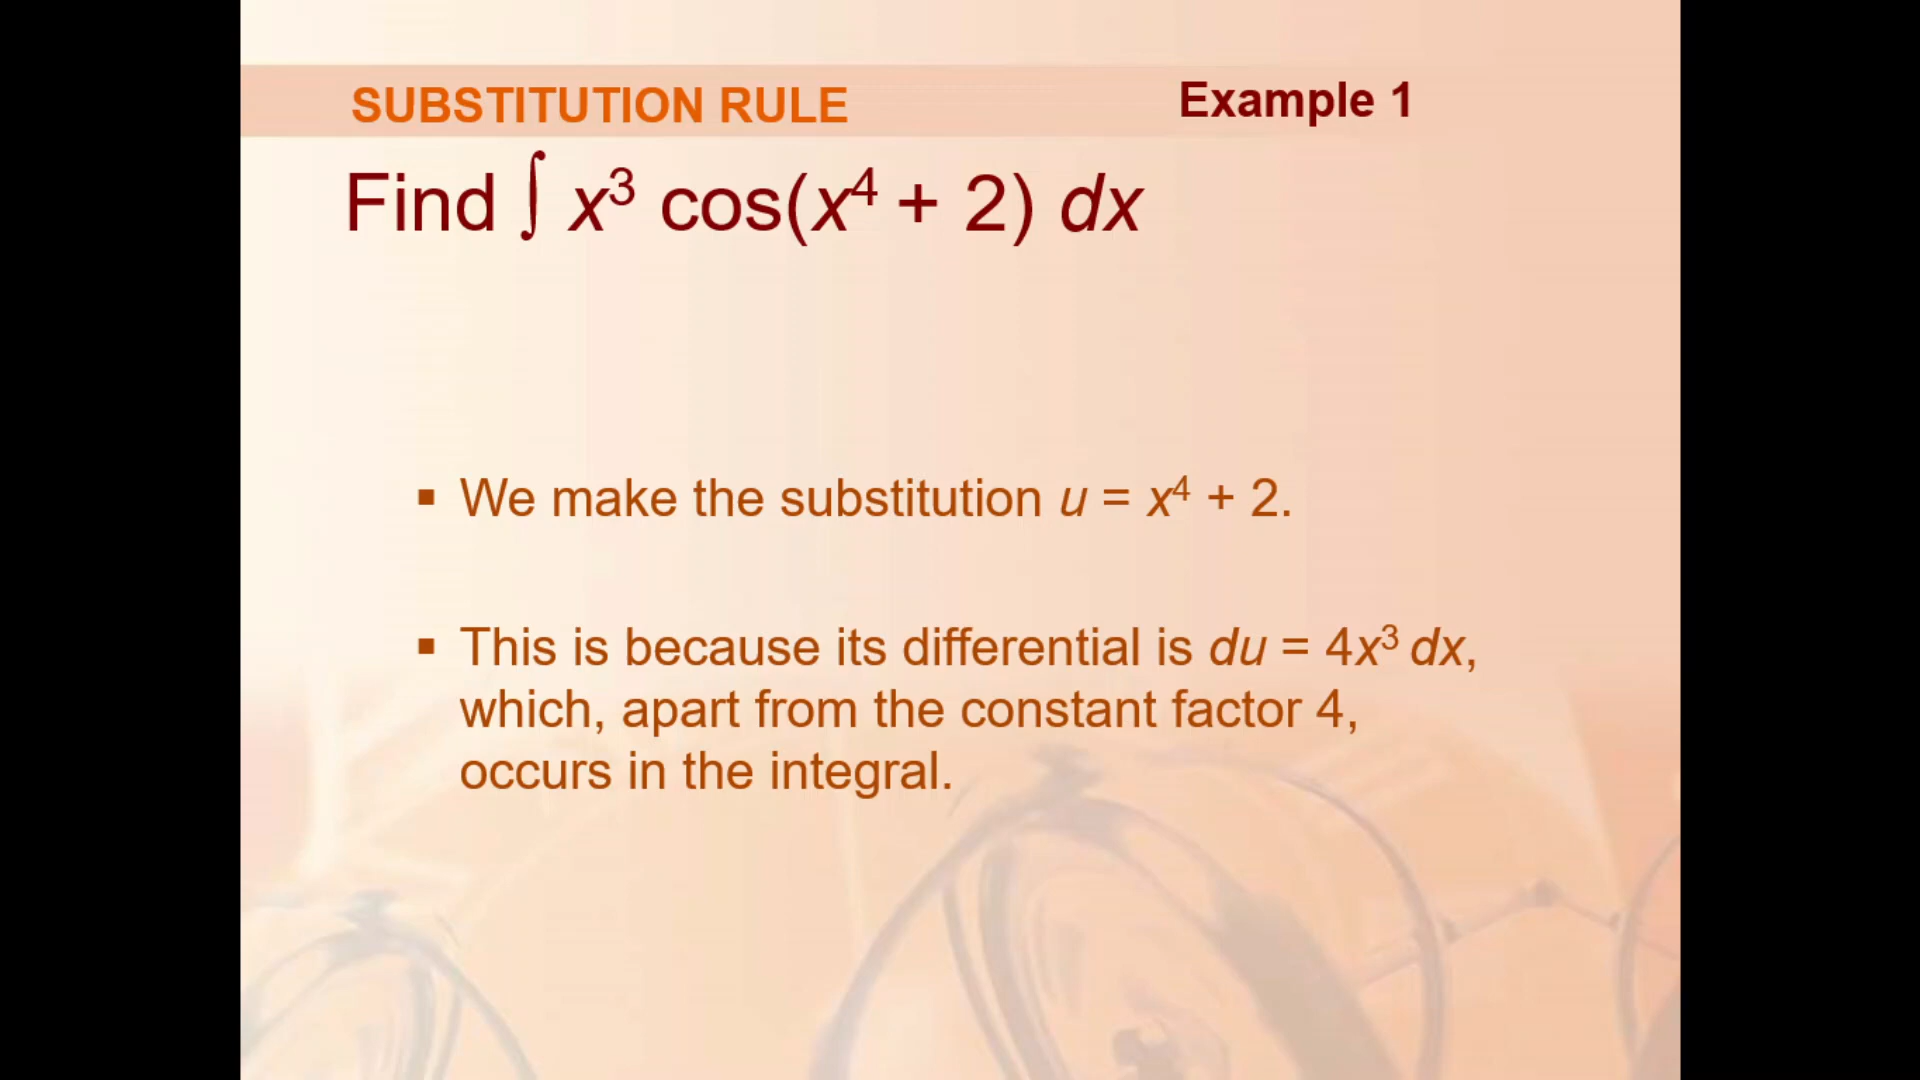 SUBSTITUTION RULE
Example 1
Find ∫ x³ cos(x⁴ + 2) dx
▪ We make the substitution u = x⁴ + 2.
▪ This is because its differential is du = 4x³ dx,
which, apart from the constant factor 4,
occurs in the integral.